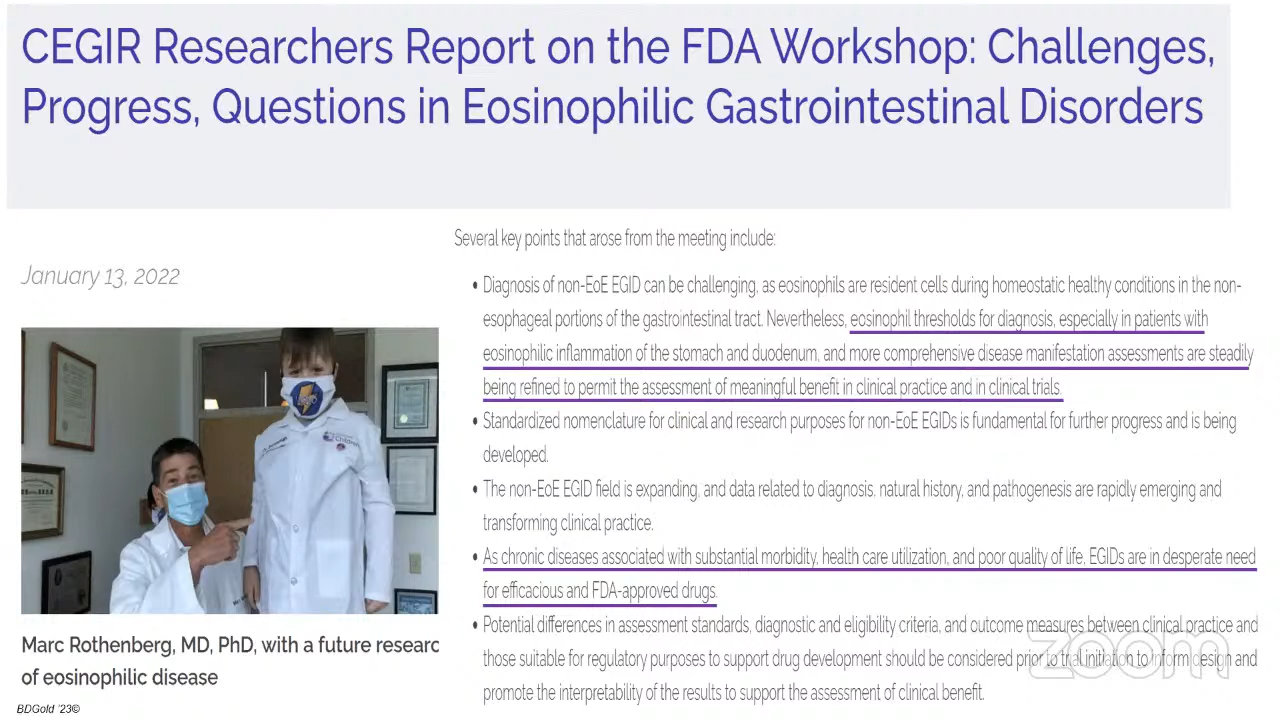 CEGIR Researchers Report on the FDA Workshop: Challenges,
Progress, Questions in Eosinophilic Gastrointestinal Disorders
January 13, 2022
Several key points that arose from the meeting include:
• Diagnosis of non-EoE EGID can be challenging, as eosinophils are resident cells during homeostatic healthy conditions in the non-
esophageal portions of the gastrointestinal tract. Nevertheless, eosinophil thresholds for diagnosis, especially in patients with
eosinophilic inflammation of the stomach and duodenum, and more comprehensive disease manifestation assessments are steadily
being refined to permit the assessment of meaningful benefit in clinical practice and in clinical trials.
• Standardized nomenclature for clinical and research purposes for non-EoE EGIDs is fundamental for further progress and is being
developed.
• The non-EoE EGID field is expanding, and data related to diagnosis, natural history, and pathogenesis are rapidly emerging and
transforming clinical practice.
• As chronic diseases associated with substantial morbidity, health care utilization, and poor quality of life, EGIDs are in desperate need
for efficacious and FDA-approved drugs.
• Potential differences in assessment standards, diagnostic and eligibility criteria, and outcome measures between clinical practice and
those suitable for regulatory purposes to support drug development should be considered prior to trial initiation to inform design and
promote the interpretability of the results to support the assessment of clinical benefit.
Marc Rothenberg, MD, PhD, with a future researc
of eosinophilic disease
BDGold '23©
zoom